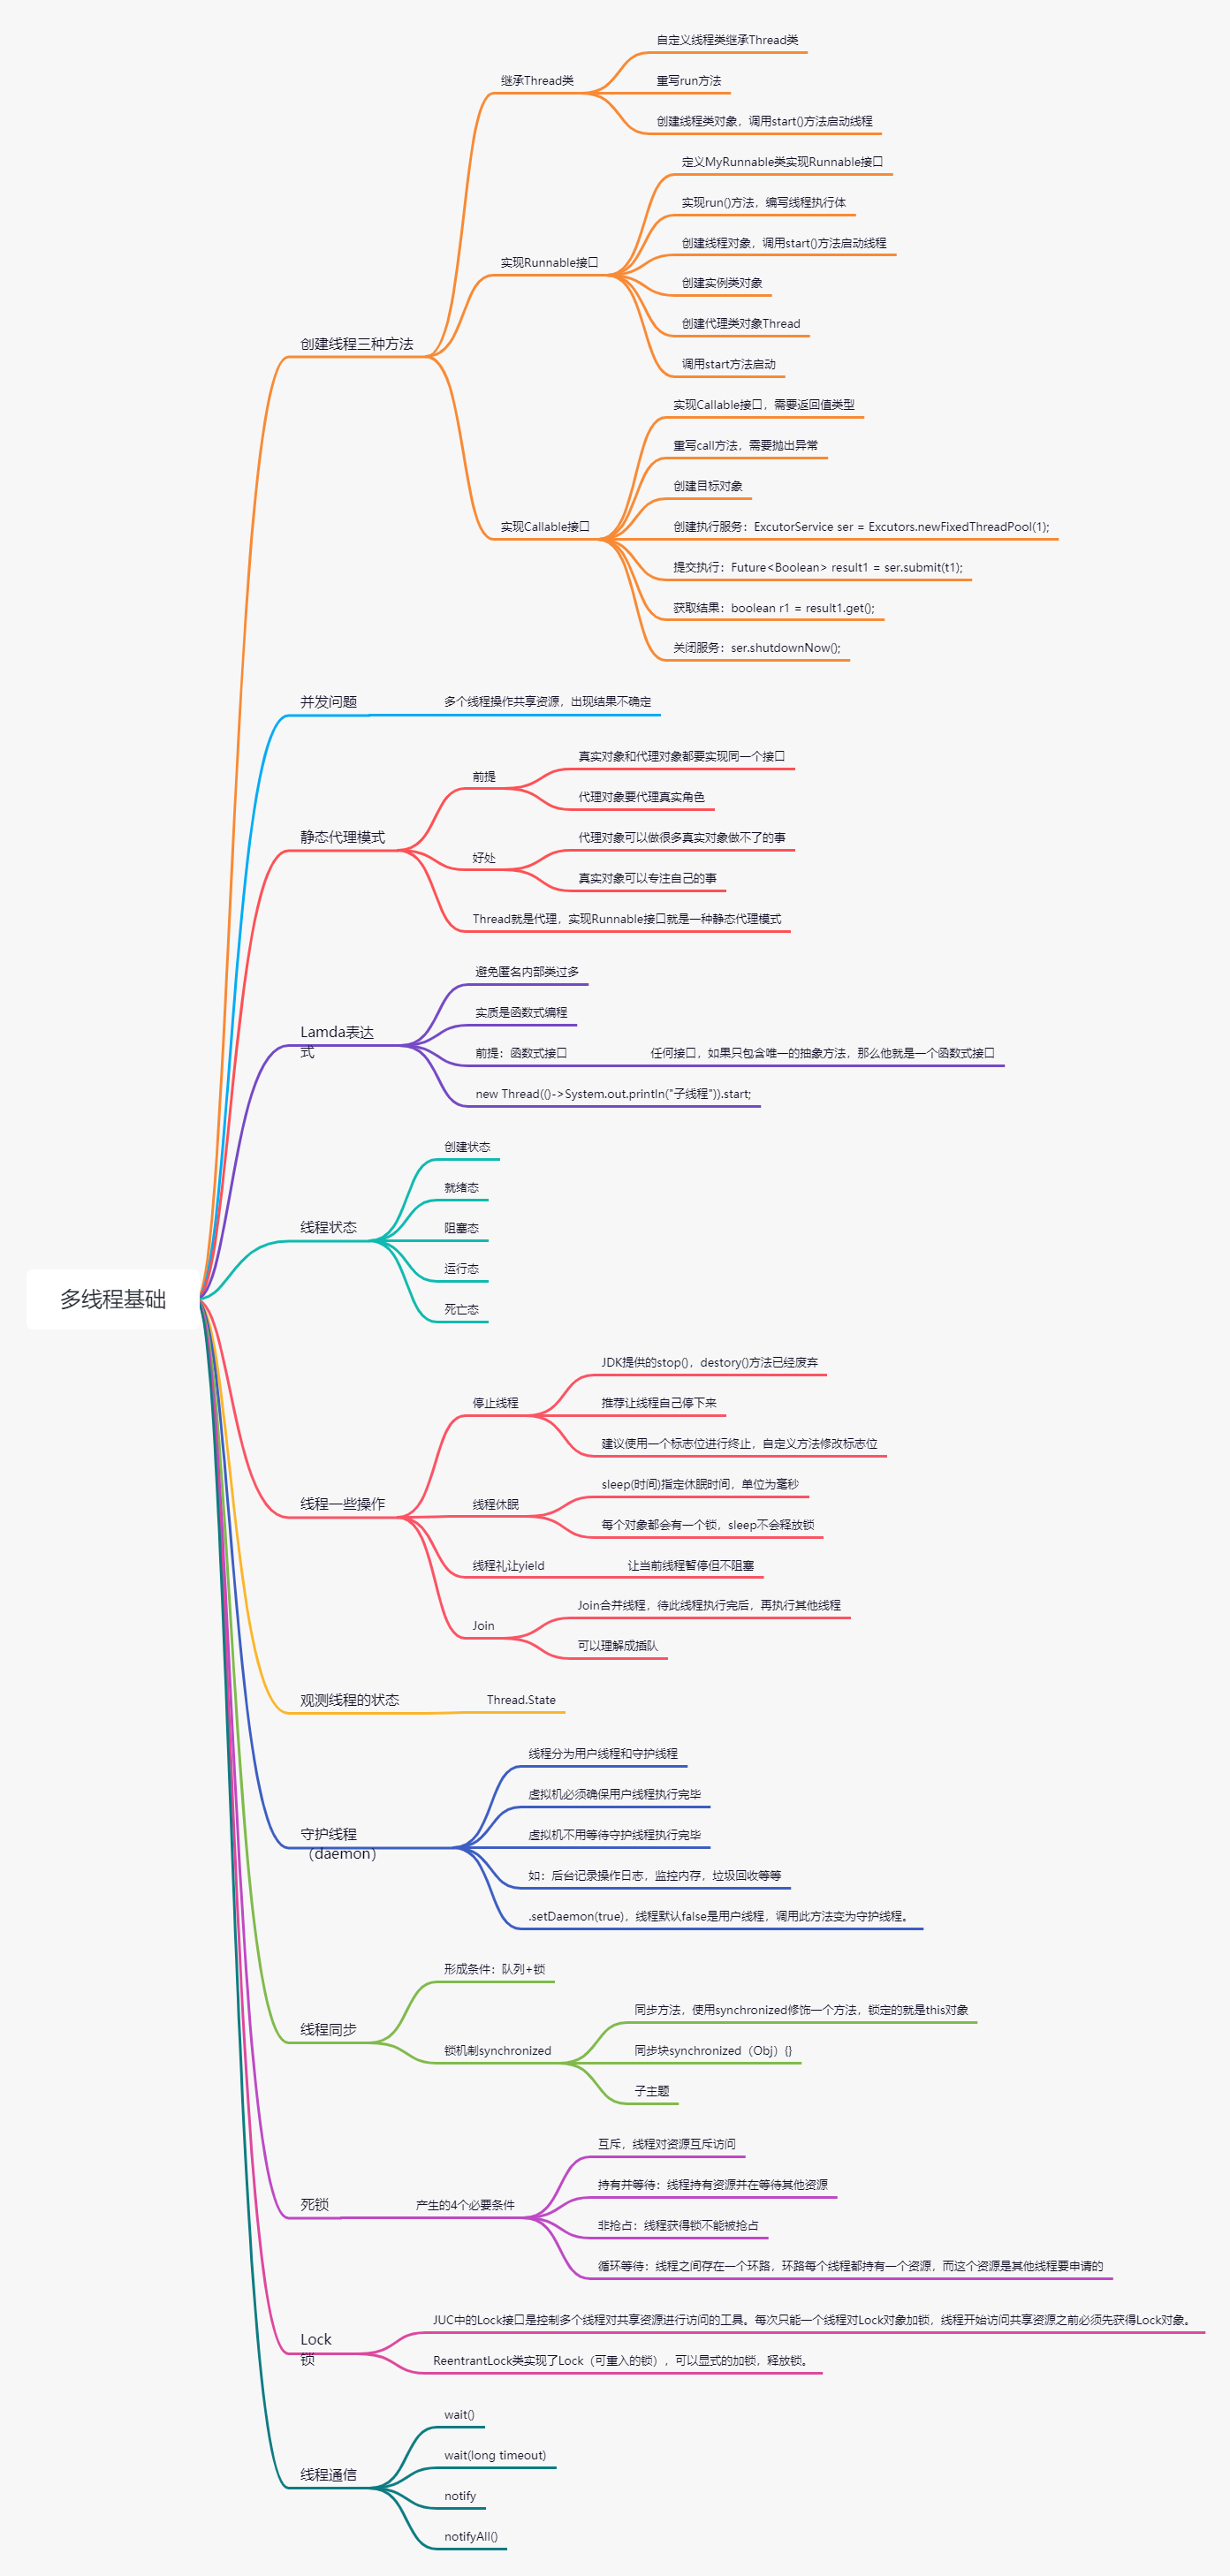 多线程基础
创建线程三种方法
继承Thread类
自定义线程类继承Thread类
重写run方法
创建线程类对象，调用start()方法启动线程
实现Runnable接口
定义MyRunnable类实现Runnable接口
实现run()方法，编写线程执行体
创建线程对象，调用start()方法启动线程
创建实例类对象
创建代理类对象Thread
调用start方法启动
实现Callable接口
实现Callable接口，需要返回值类型
重写call方法，需要抛出异常
创建目标对象
创建执行服务：ExcutorService ser = Excutors.newFixedThreadPool(1);
提交执行：Future<Boolean> result1 = ser.submit(t1);
获取结果：boolean r1 = result1.get();
关闭服务：ser.shutdownNow();
并发问题
多个线程操作共享资源，出现结果不确定
静态代理模式
前提
真实对象和代理对象都要实现同一个接口
代理对象要代理真实角色
好处
代理对象可以做很多真实对象做不了的事
真实对象可以专注自己的事
Thread就是代理，实现Runnable接口就是一种静态代理模式
Lamda表达
式
避免匿名内部类过多
实质是函数式编程
前提：函数式接口
任何接口，如果只包含唯一的抽象方法，那么他就是一个函数式接口
new Thread(()->System.out.println("子线程")).start;
线程状态
创建状态
就绪态
阻塞态
运行态
死亡态
线程一些操作
停止线程
JDK提供的stop()，destory()方法已经废弃
推荐让线程自己停下来
建议使用一个标志位进行终止，自定义方法修改标志位
线程休眠
sleep(时间)指定休眠时间，单位为毫秒
每个对象都会有一个锁，sleep不会释放锁
线程礼让yield
让当前线程暂停但不阻塞
Join
Join合并线程，待此线程执行完后，再执行其他线程
可以理解成插队
观测线程的状态
Thread.State
守护线程
（daemon）
线程分为用户线程和守护线程
虚拟机必须确保用户线程执行完毕
虚拟机不用等待守护线程执行完毕
如：后台记录操作日志，监控内存，垃圾回收等等
.setDaemon(true)，线程默认false是用户线程，调用此方法变为守护线程。
线程同步
形成条件：队列+锁
锁机制synchronized
同步方法，使用synchronized修饰一个方法，锁定的就是this对象
同步块synchronized（Obj）{}
子主题
死锁
产生的4个必要条件
互斥，线程对资源互斥访问
持有并等待：线程持有资源并在等待其他资源
非抢占：线程获得锁不能被抢占
循环等待：线程之间存在一个环路，环路每个线程都持有一个资源，而这个资源是其他线程要申请的
Lock
锁
JUC中的Lock接口是控制多个线程对共享资源进行访问的工具。每次只能一个线程对Lock对象加锁，线程开始访问共享资源之前必须先获得Lock对象。
ReentrantLock类实现了Lock（可重入的锁），可以显式的加锁，释放锁。
线程通信
wait()
wait(long timeout)
notify
notifyAll()